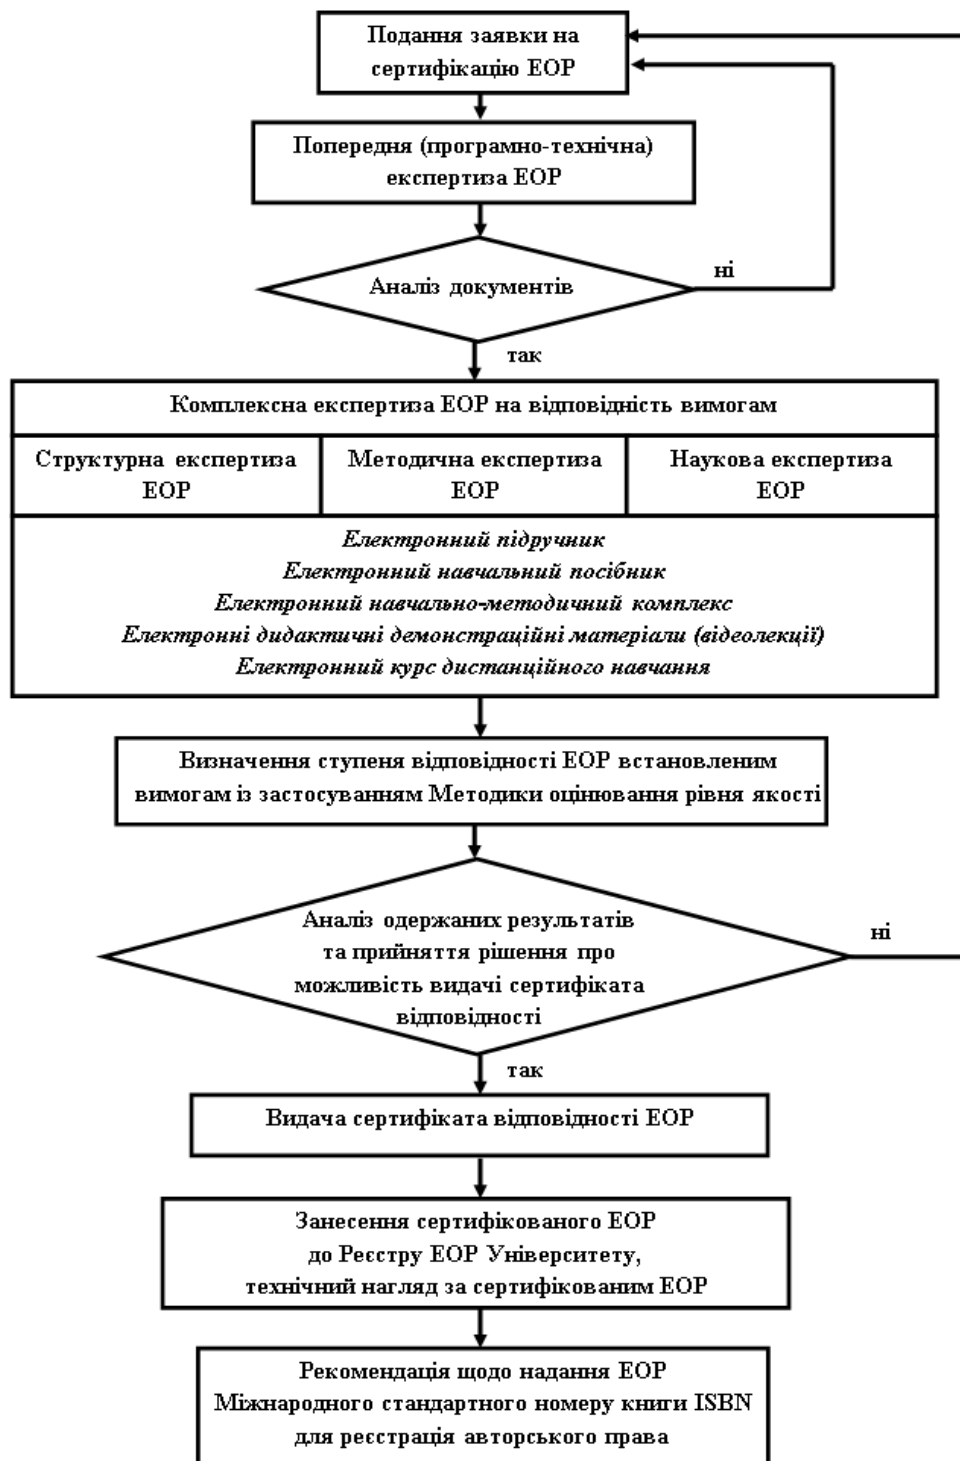 Подання заявки на
сертифікацію ЕОР
Попередня (програмно-технічна)
експертиза ЕОР
Аналіз документів
ні
так
Комплексна експертиза ЕОР на відповідність вимогам
Структурна експертиза
ЕОР
Методична експертиза
ЕОР
Наукова експертиза
ЕОР
Електронний підручник
Електронний навчальний посібник
Електронний навчально-методичний комплекс
Електронні дидактичні демонстраційні матеріали (відеолекції)
Електронний курс дистанційного навчання
Визначення ступеня відповідності ЕОР встановленим
вимогам із застосуванням Методики оцінювання рівня якості
Аналіз одержаних результатів
та прийняття рішення про
можливість видачі сертифіката
відповідності
ні
так
Видача сертифіката відповідності ЕОР
Занесення сертифікованого ЕОР
до Реєстру ЕОР Університету,
технічний нагляд за сертифікованим ЕОР
Рекомендація щодо надання ЕОР
Міжнародного стандартного номеру книги ISBN
для реєстрація авторського права